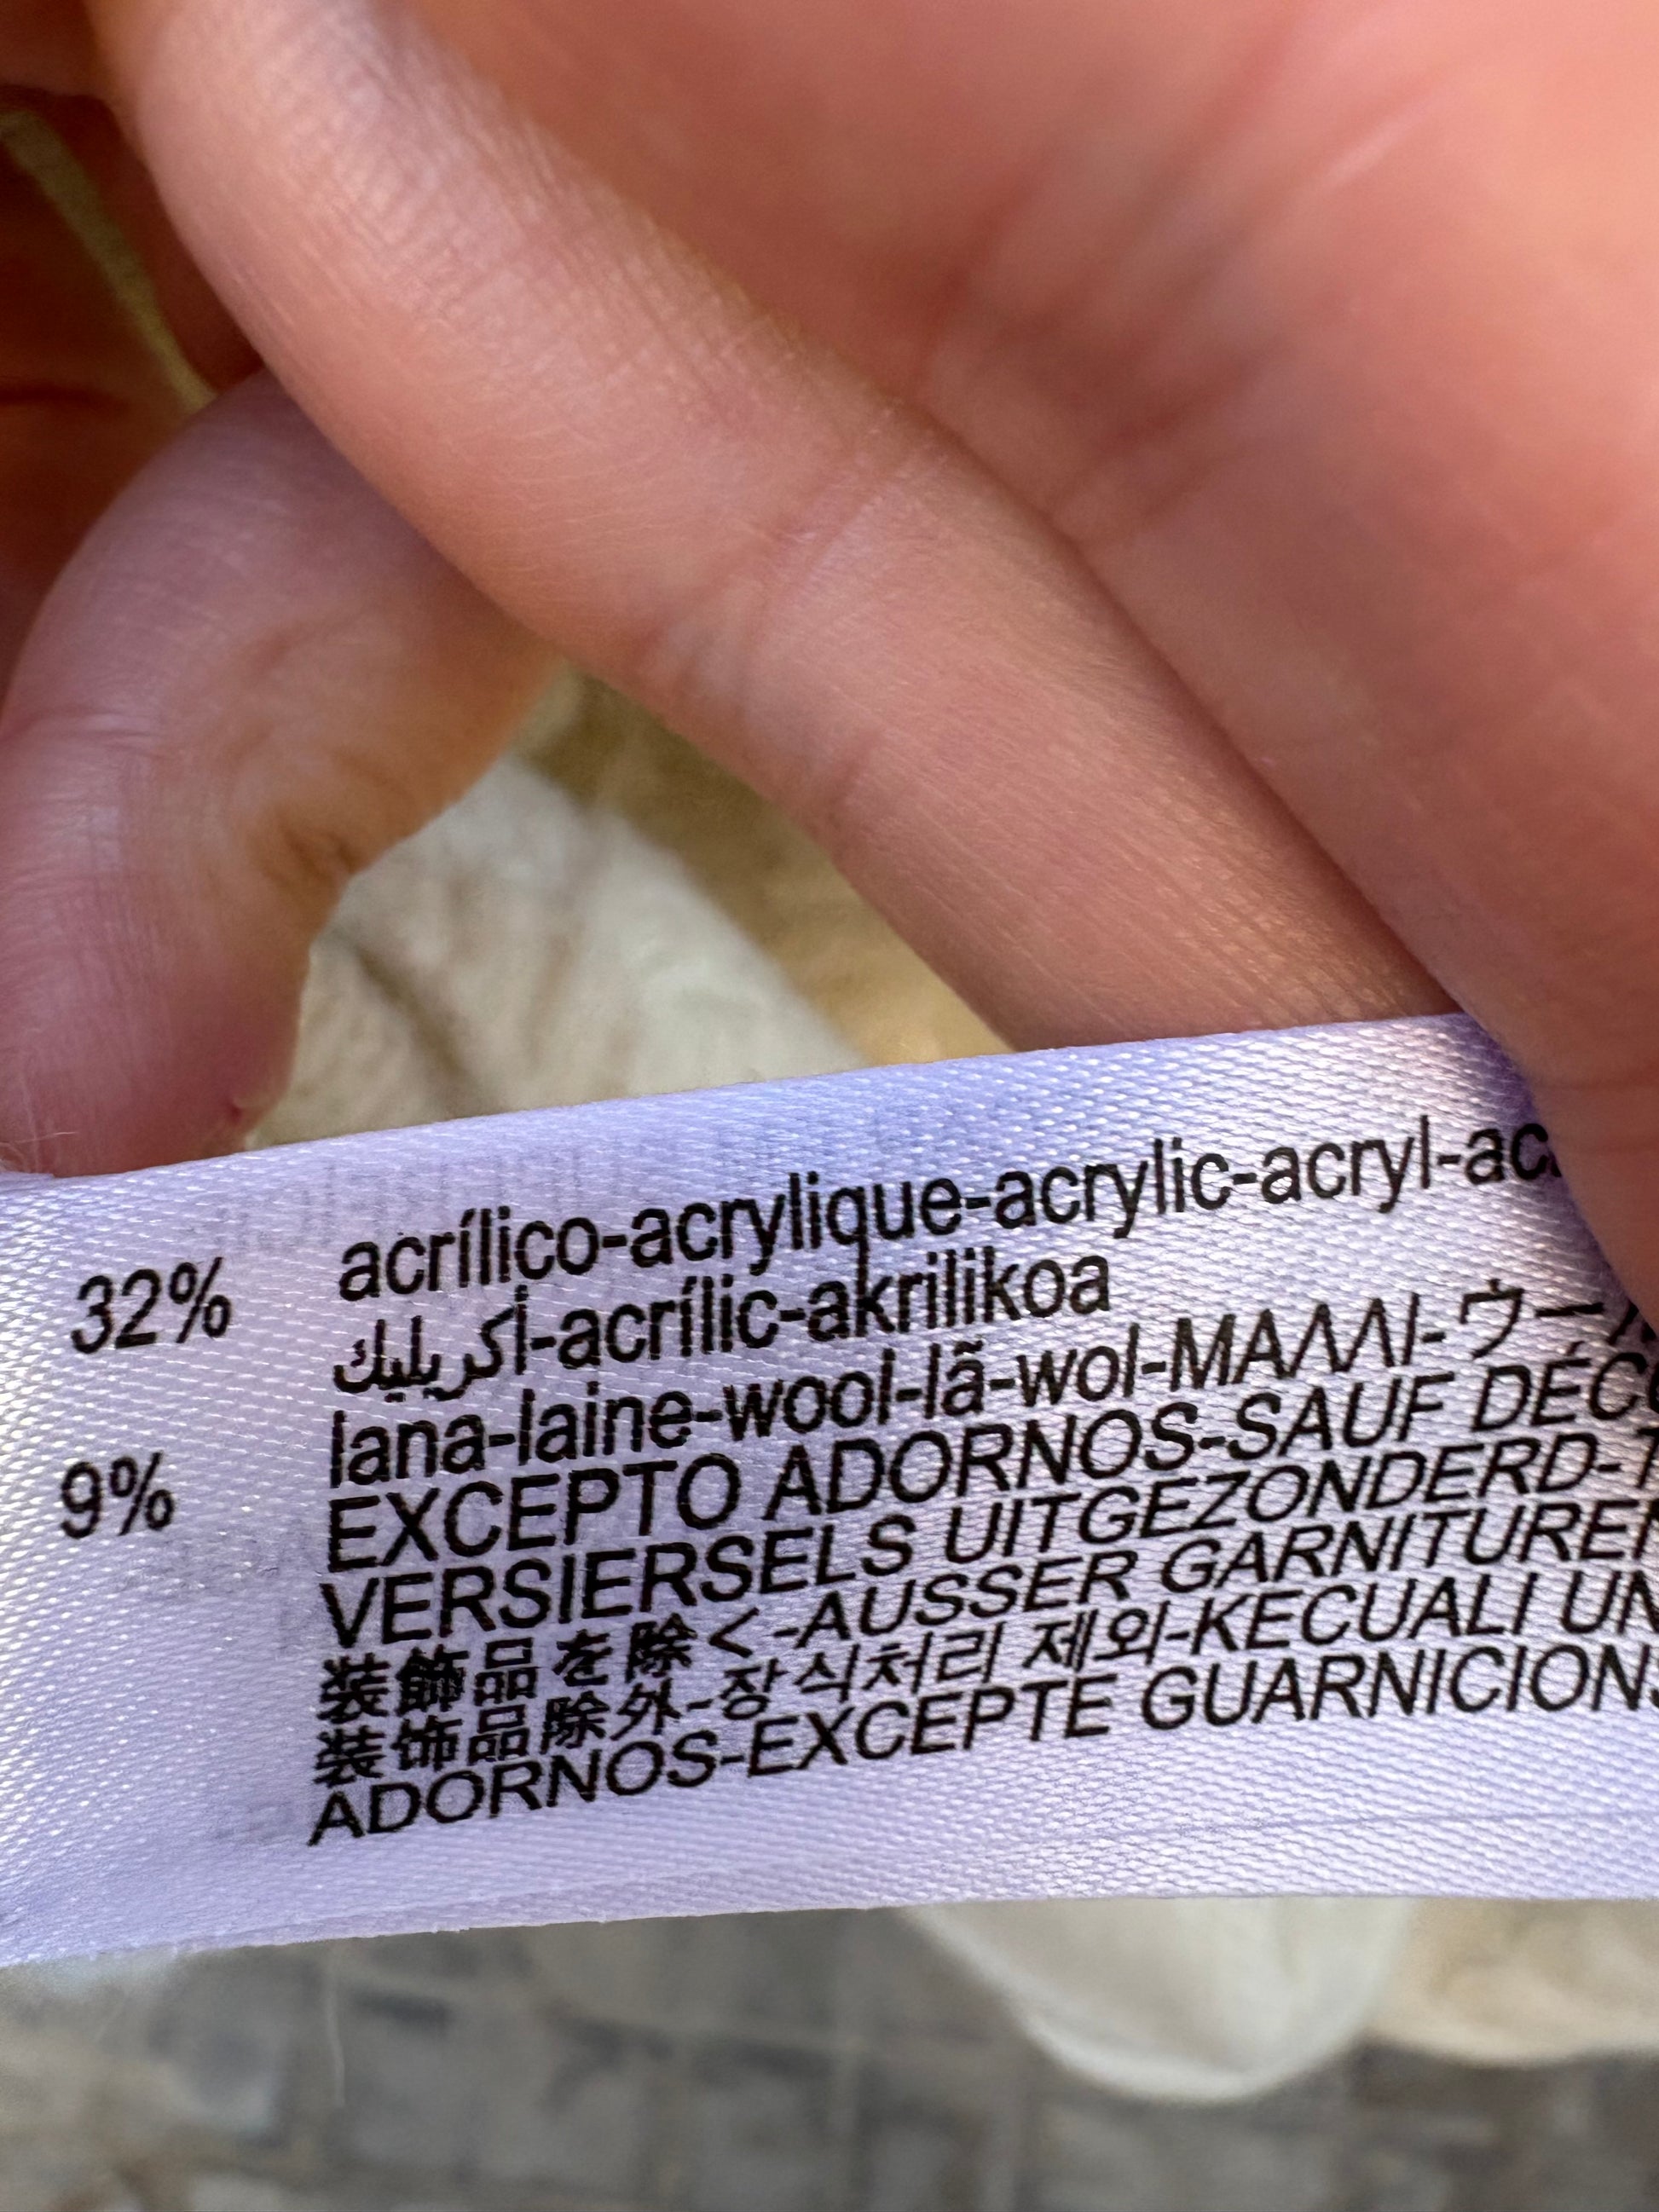 32% acrílico-acrylique-acrylic-acryl-
أكريليك-acrílic-akrilikoa
9% lana-laine-wool-lã-wol-ΜΑΛΛΙ-
EXCEPTO ADORNOS-SAUF
VERSIERSELS UITGEZONDERD-
装飾品を除く-AUSSER GARNITUREN
装饰品除外-장식처리 제외-KECUALI
ADORNOS-EXCEPTE GUARNICIONS